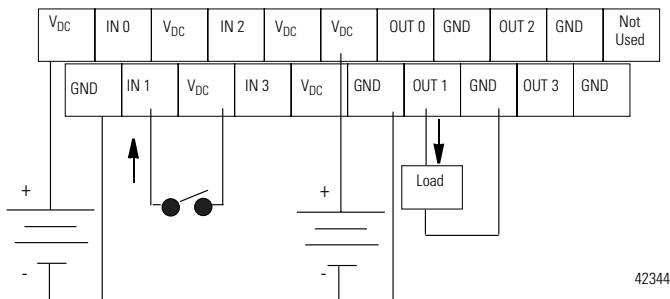 VDC IN 0 VDC IN 2 VDC VDC OUT 0 GND OUT 2 GND Not Used
GND IN 1 VDC IN 3 VDC GND OUT 1 GND OUT 3 GND
Load
+ +
- -
42344